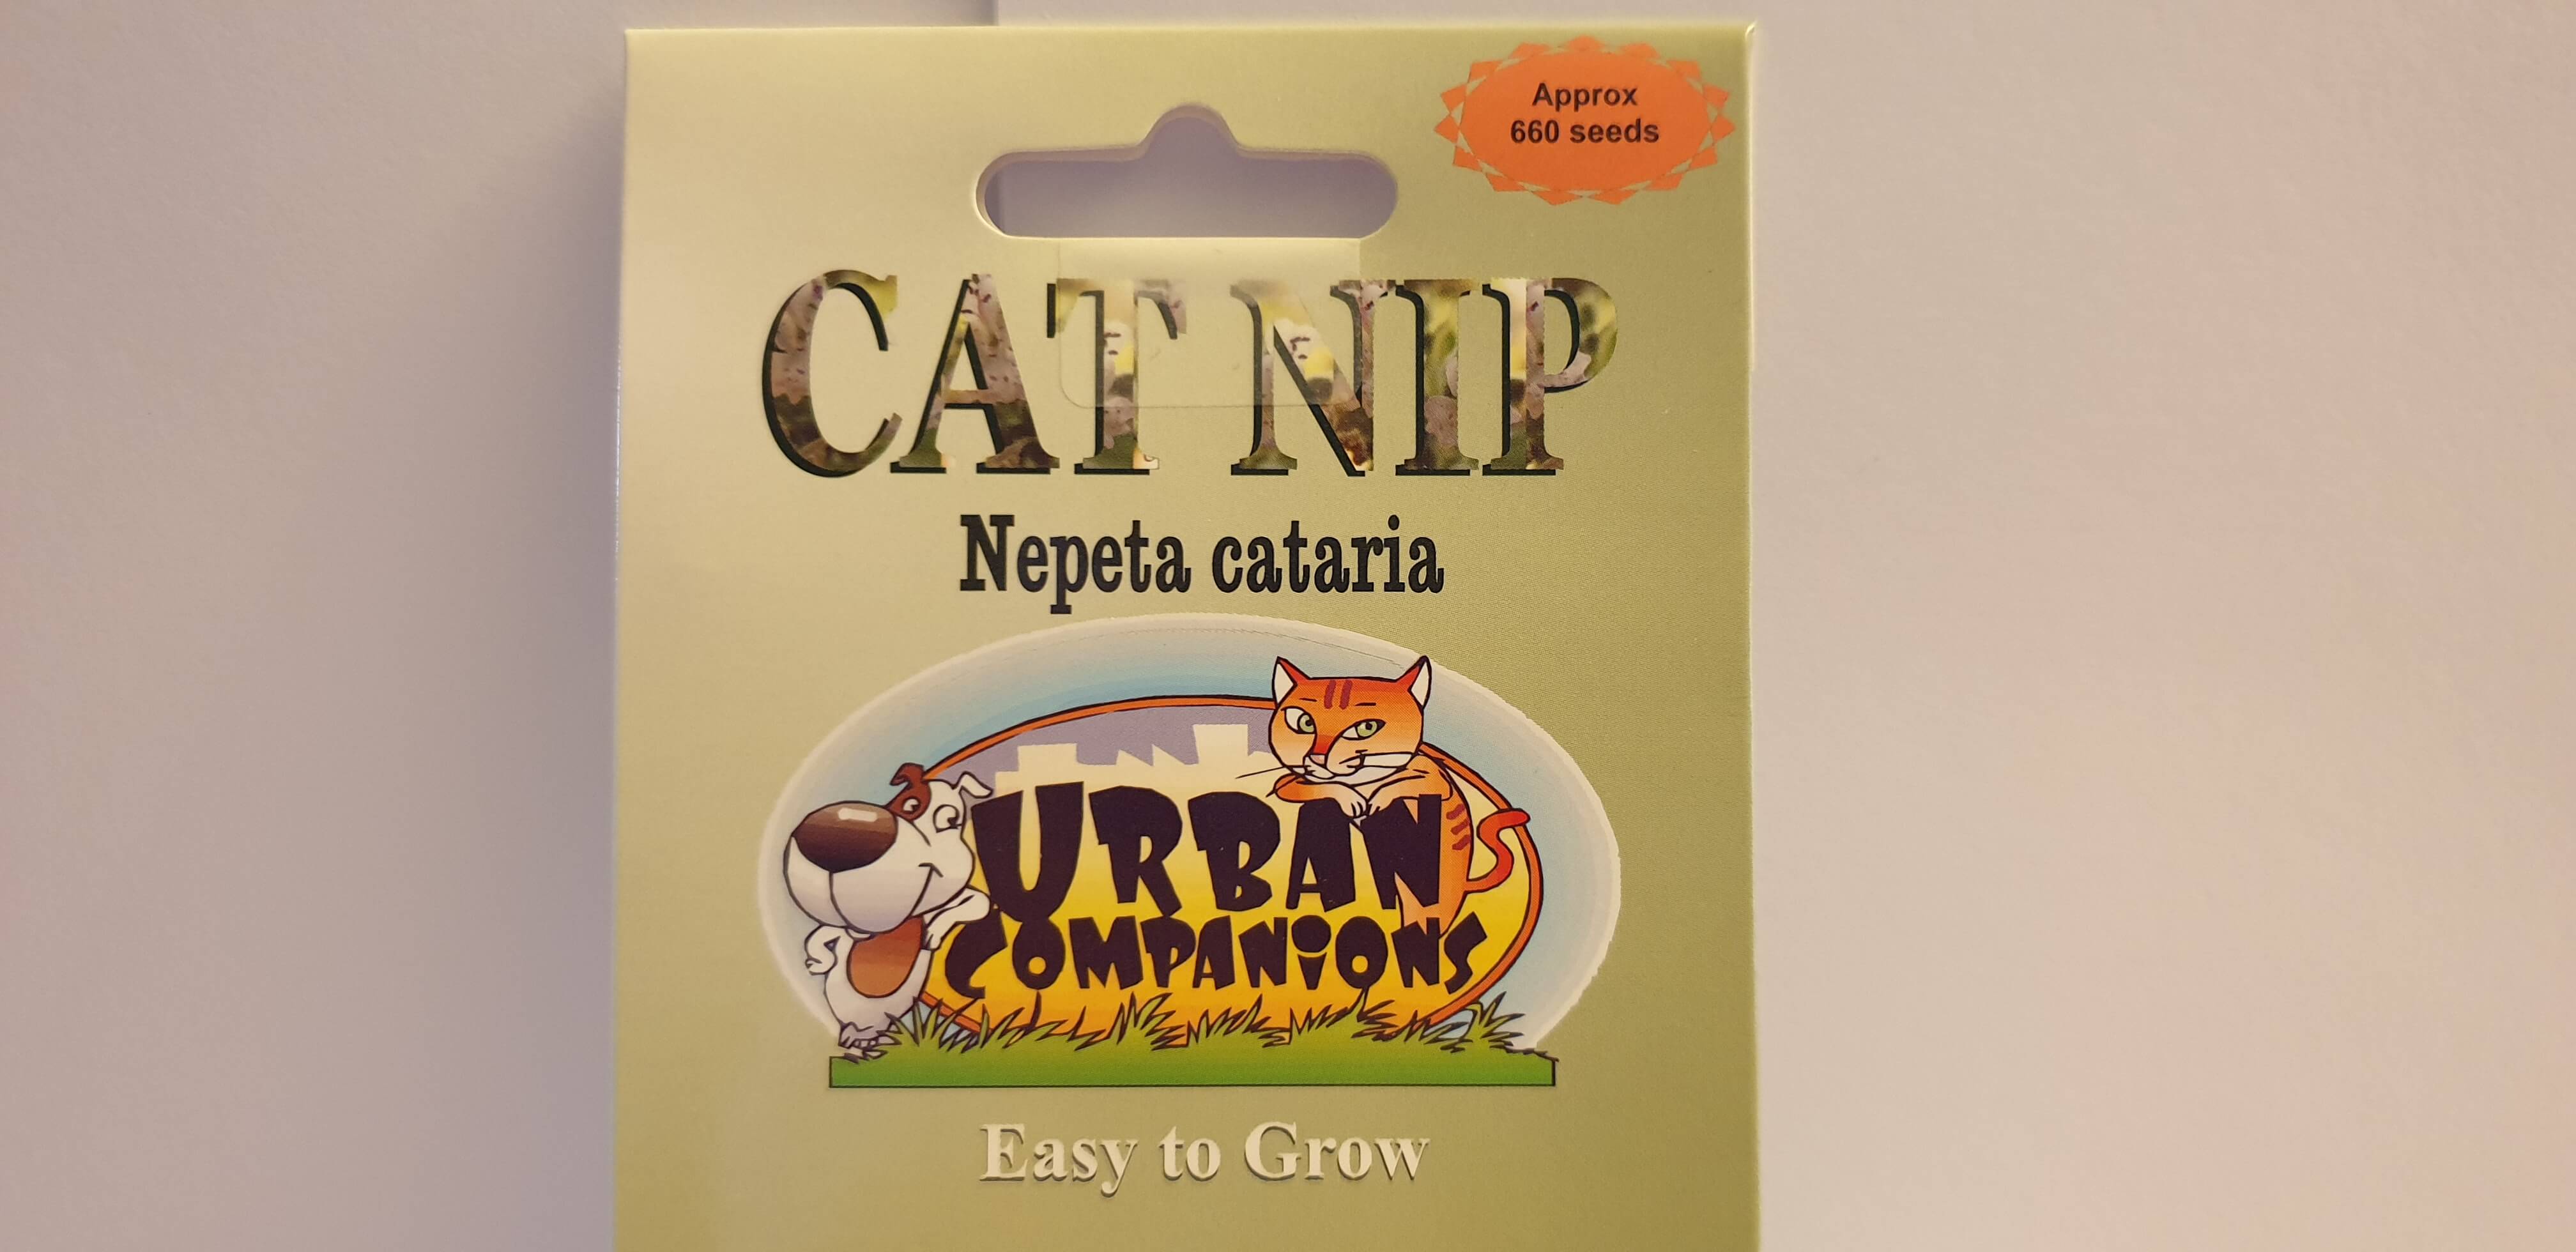 Approx
660 seeds
CAT NIP
Nepeta cataria
URBAN
COMPANiONS
Easy to Grow